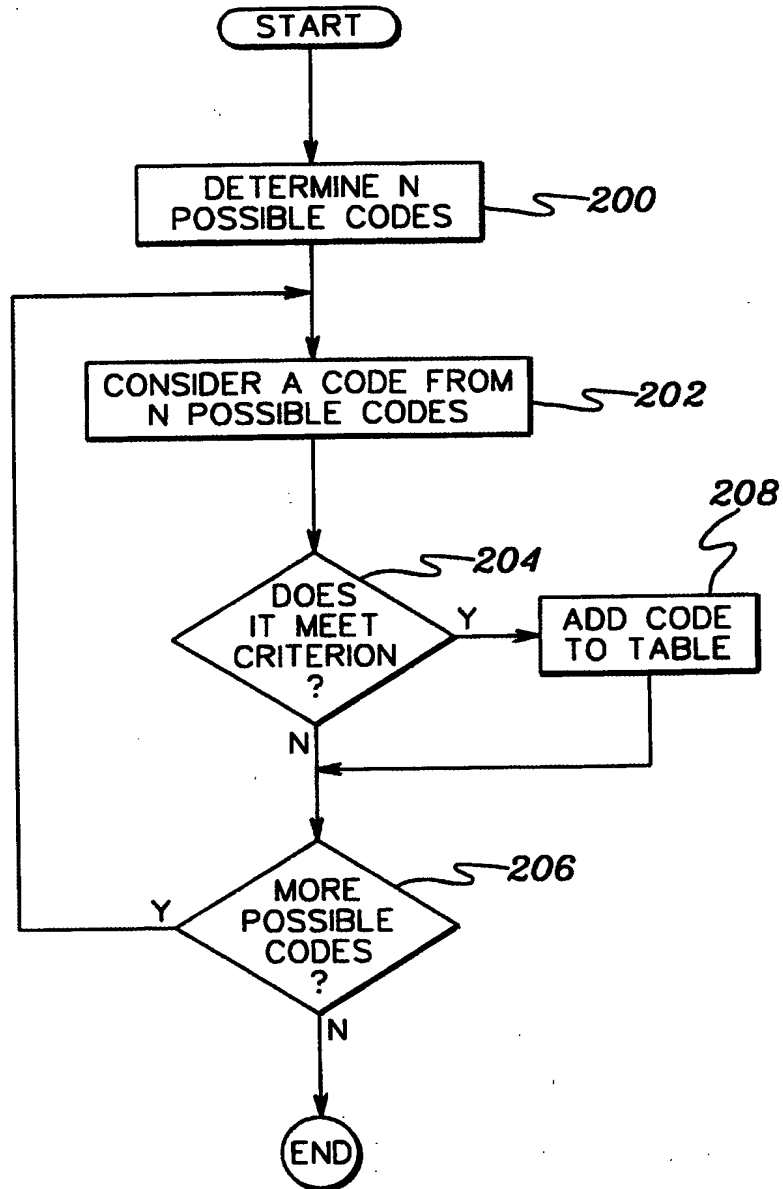 START
DETERMINE N
POSSIBLE CODES
200
CONSIDER A CODE FROM
N POSSIBLE CODES
202
208
204
DOES
IT MEET
CRITERION
?
Y
ADD CODE
TO TABLE
N
206
MORE
POSSIBLE
CODES
?
Y
N
END